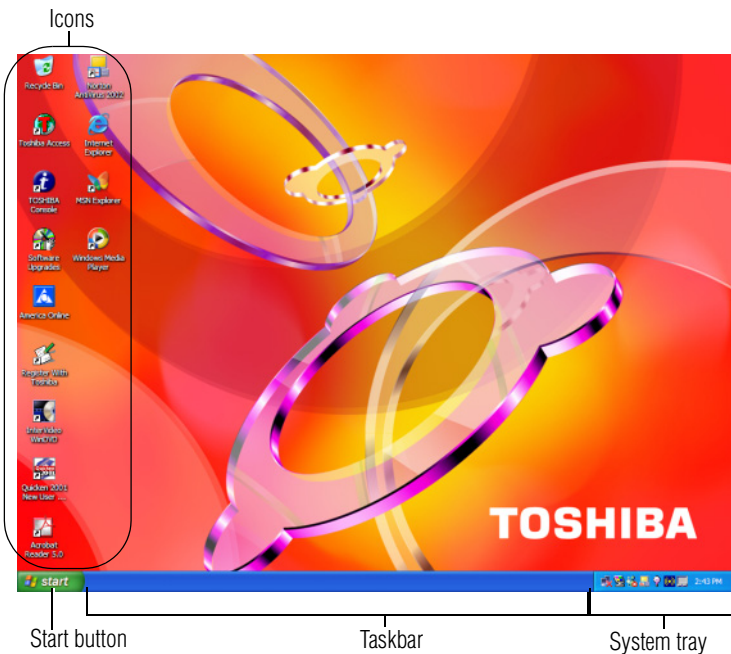 Icons
Recycle Bin
Norton
AntiVirus 2002
Toshiba Access
Internet
Explorer
TOSHIBA
Console
MSN Explorer
Software
Upgrades
Windows Media
Player
America Online
Register With
Toshiba
InterVideo
WinDVD
Quicken 2001
New User ...
Acrobat
Reader 5.0
TOSHIBA
start
2:43 PM
Start button
Taskbar
System tray